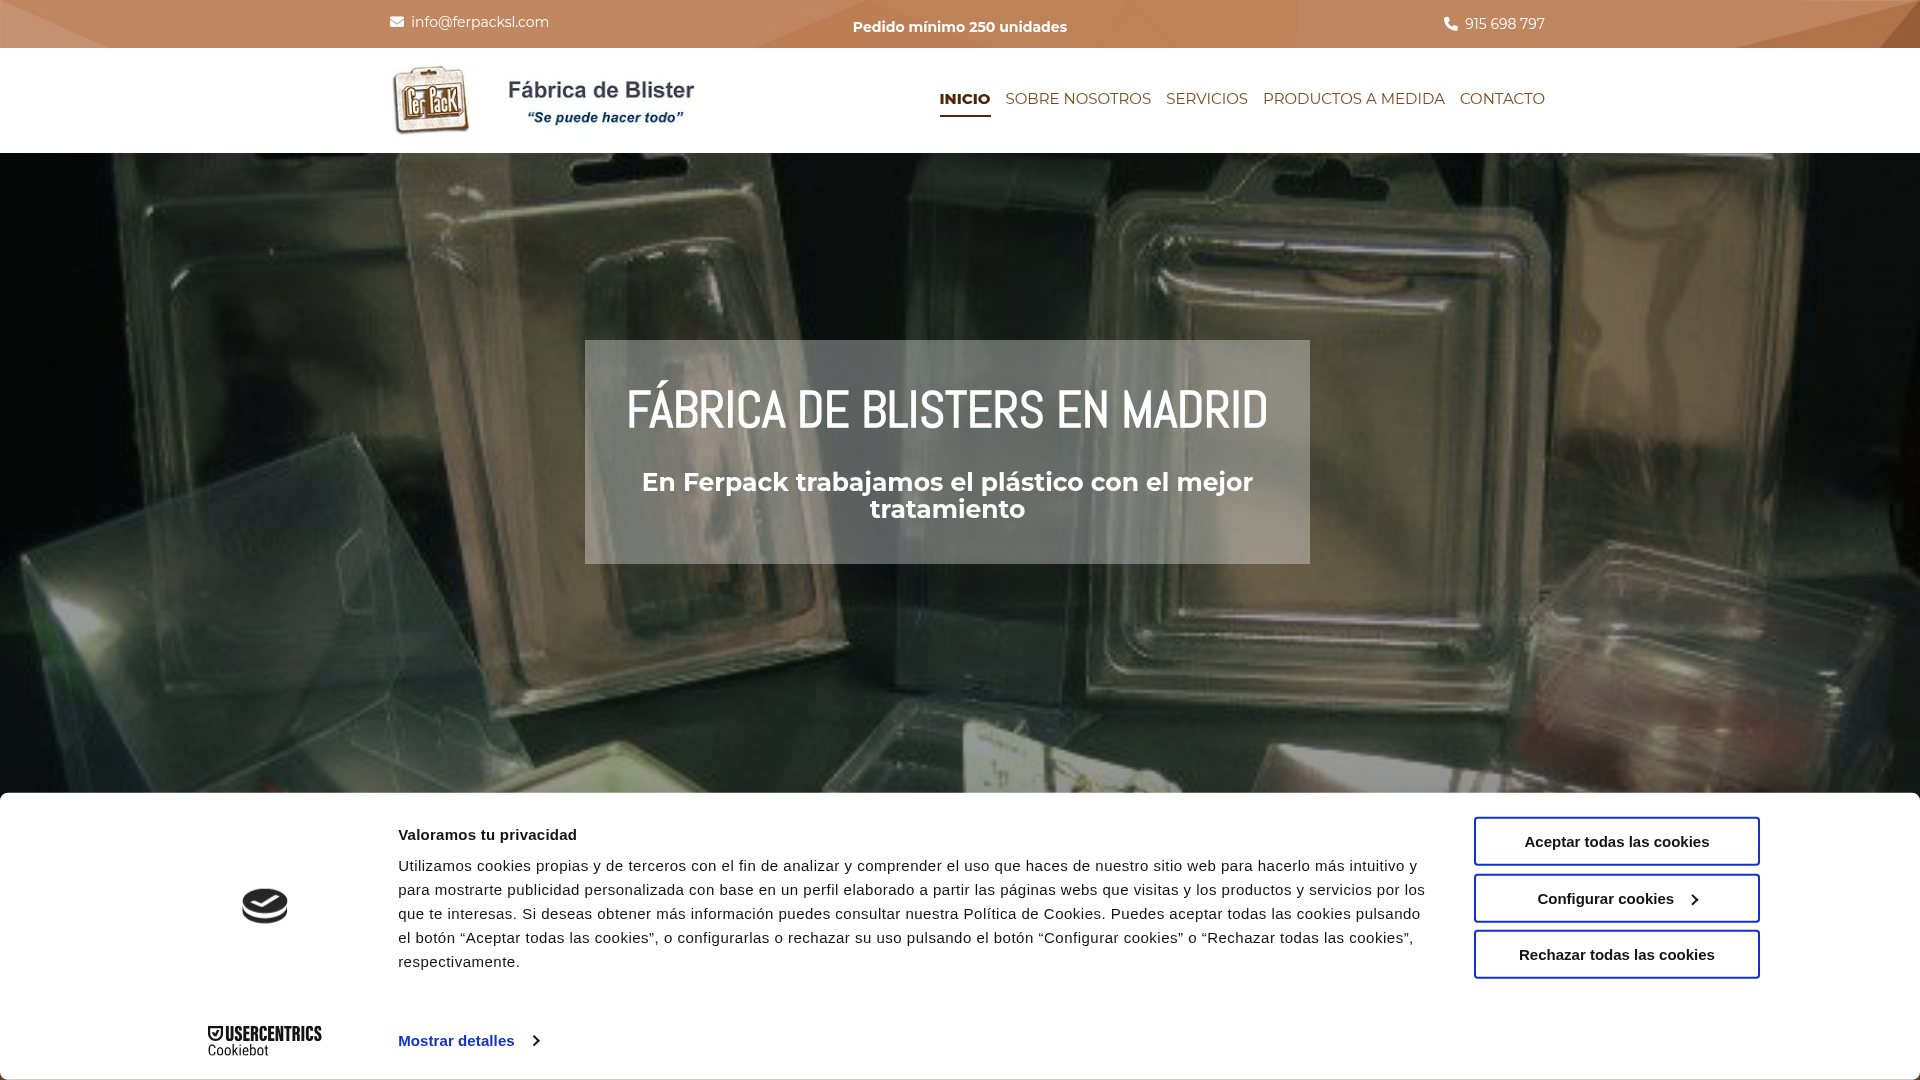 info@ferpacksl.com
Pedido mínimo 250 unidades
915 698 797
Fer Pack
Fábrica de Blister
“Se puede hacer todo”
INICIO SOBRE NOSOTROS SERVICIOS PRODUCTOS A MEDIDA CONTACTO
FÁBRICA DE BLISTERS EN MADRID
En Ferpack trabajamos el plástico con el mejor
tratamiento
Valoramos tu privacidad
Utilizamos cookies propias y de terceros con el fin de analizar y comprender el uso que haces de nuestro sitio web para hacerlo más intuitivo y
para mostrarte publicidad personalizada con base en un perfil elaborado a partir las páginas webs que visitas y los productos y servicios por los
que te interesas. Si deseas obtener más información puedes consultar nuestra Política de Cookies. Puedes aceptar todas las cookies pulsando
el botón “Aceptar todas las cookies”, o configurarlas o rechazar su uso pulsando el botón “Configurar cookies” o “Rechazar todas las cookies”,
respectivamente.
Aceptar todas las cookies
Configurar cookies
Rechazar todas las cookies
USERCENTRICS
Cookiebot
Mostrar detalles